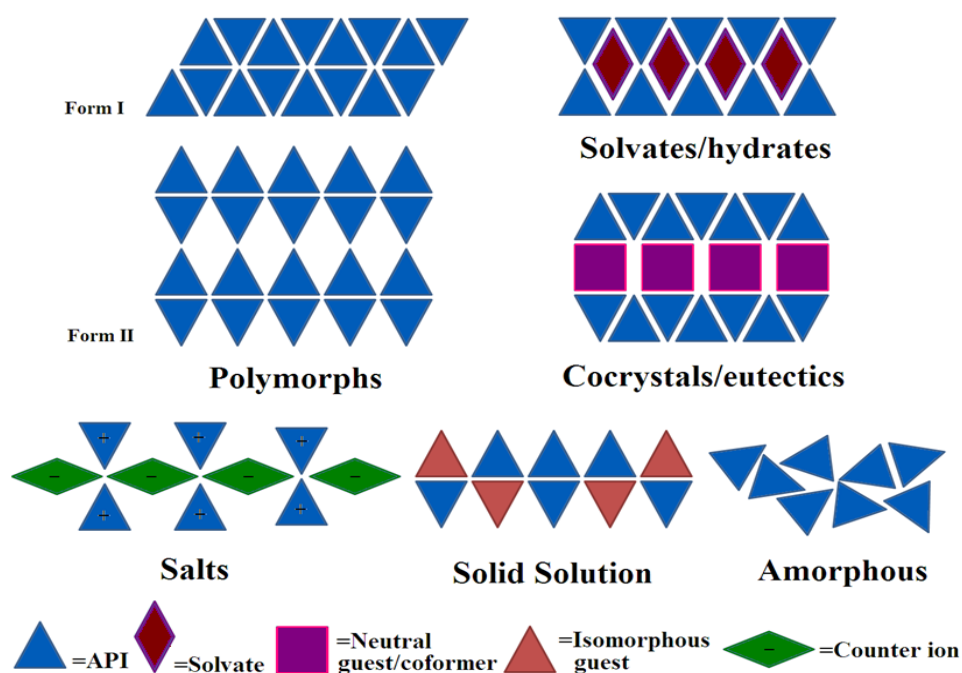 Form I
Solvates/hydrates
Form II
Polymorphs
Cocrystals/eutectics
+ + +
- - - -
+ + +
Salts
Solid Solution
Amorphous
=API
=Solvate
=Neutral
guest/coformer
=Isomorphous
guest
-
=Counter ion